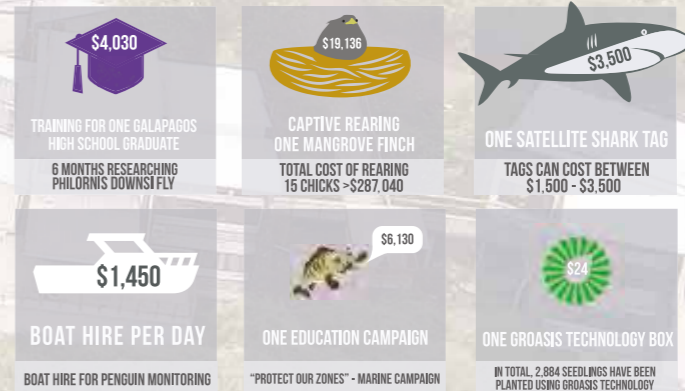 $4,030
TRAINING FOR ONE GALAPAGOS
HIGH SCHOOL GRADUATE
6 MONTHS RESEARCHING
PHILORNIS DOWNSI FLY
$19,136
CAPTIVE REARING
ONE MANGROVE FINCH
TOTAL COST OF REARING
15 CHICKS >$287,040
$3,500
ONE SATELLITE SHARK TAG
TAGS CAN COST BETWEEN
$1,500 - $3,500
$1,450
BOAT HIRE PER DAY
BOAT HIRE FOR PENGUIN MONITORING
$6,130
ONE EDUCATION CAMPAIGN
"PROTECT OUR ZONES" - MARINE CAMPAIGN
$24
ONE GROASIS TECHNOLOGY BOX
IN TOTAL, 2,884 SEEDLINGS HAVE BEEN
PLANTED USING GROASIS TECHNOLOGY